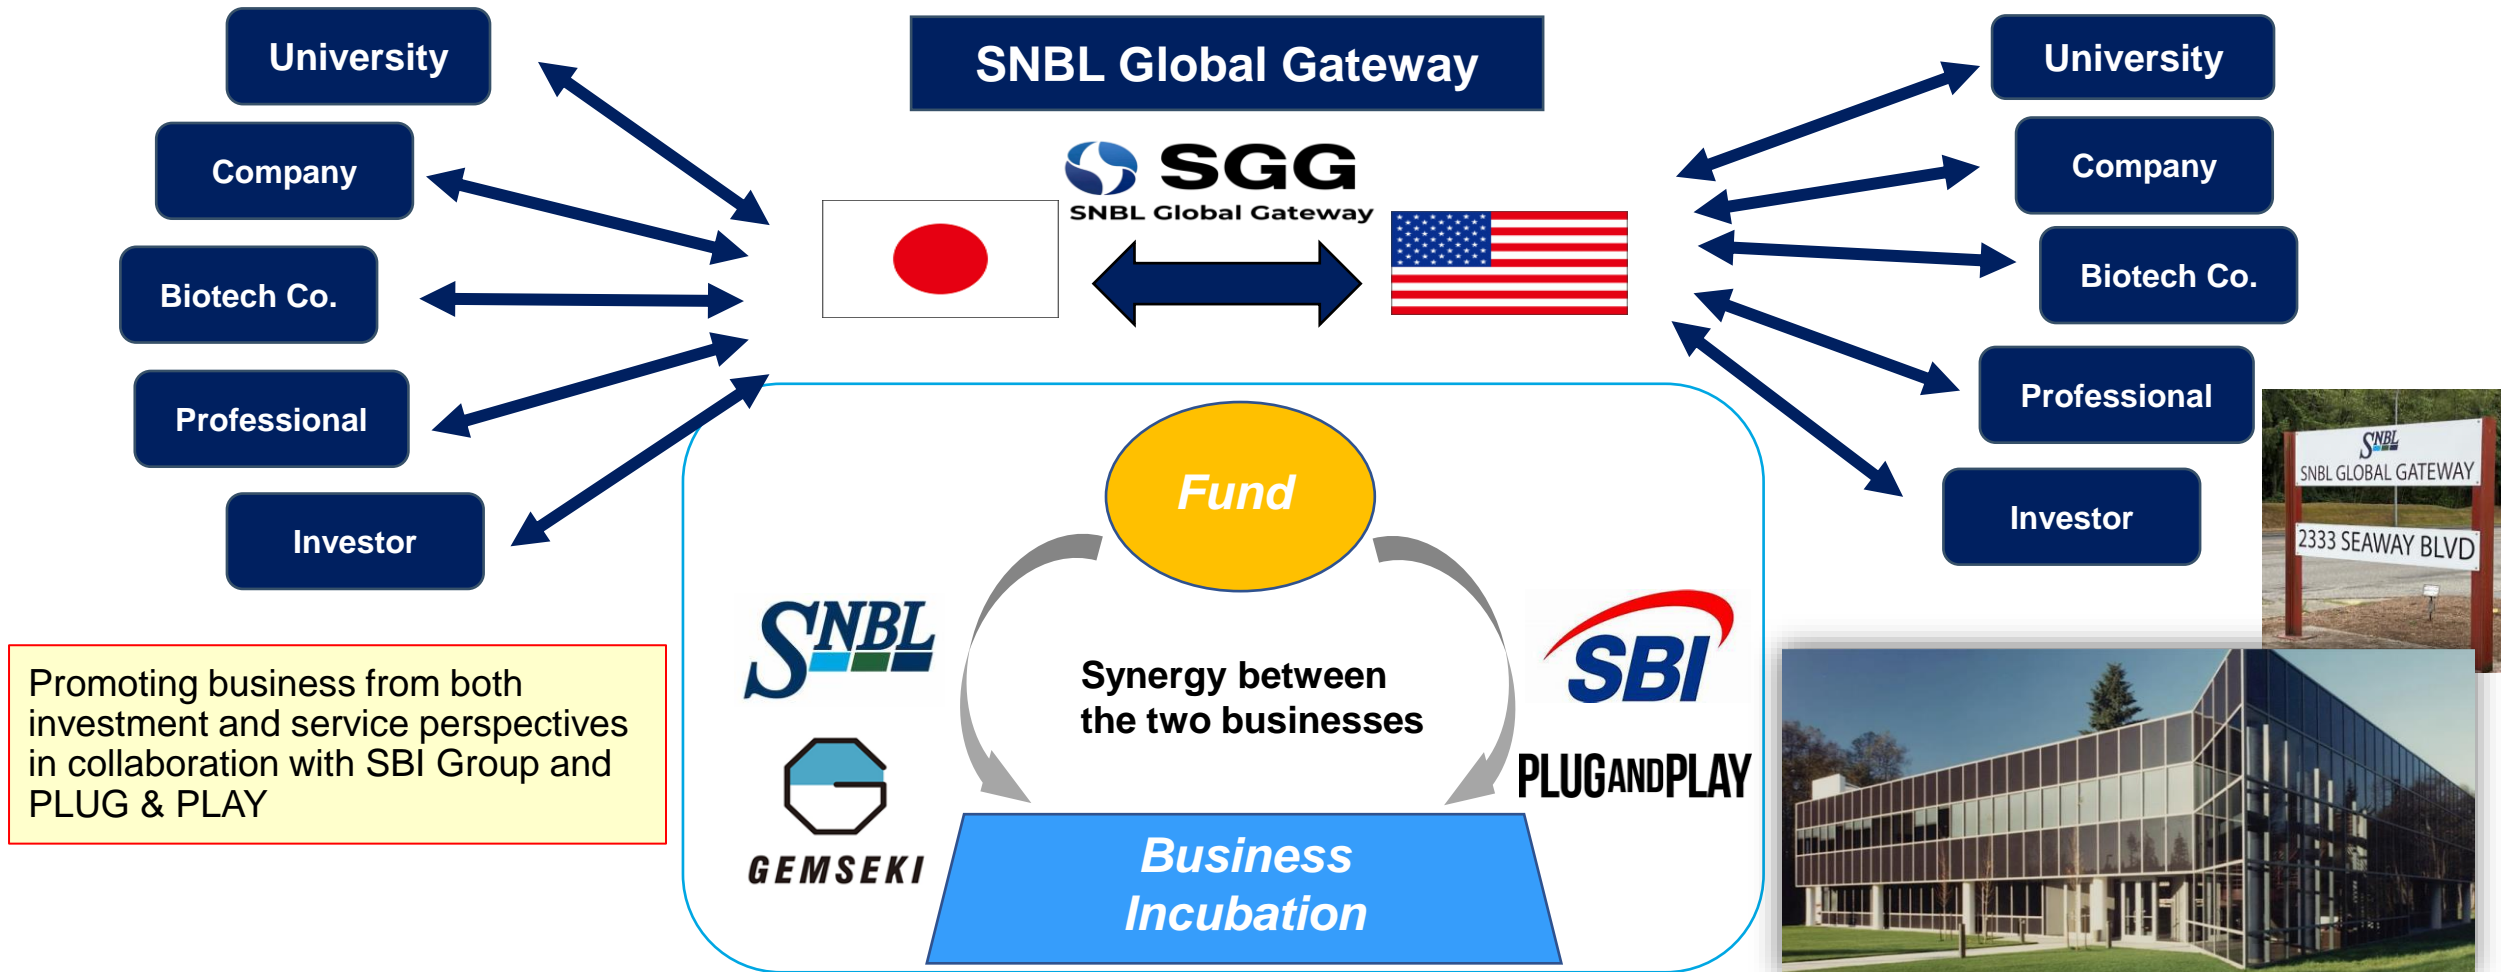 SNBL Global Gateway
SGG
SNBL Global Gateway
University
Company
Biotech Co.
Professional
Investor
University
Company
Biotech Co.
Professional
Investor
Fund
Synergy between
the two businesses
Business
Incubation
SNBL
GEMSEKI
SBI
PLUGANDPLAY
Promoting business from both
investment and service perspectives
in collaboration with SBI Group and
PLUG & PLAY
SNBL
SNBL GLOBAL GATEWAY
2333 SEAWAY BLVD